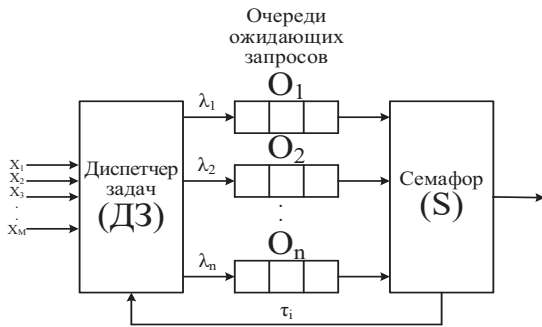 Очереди
ожидающих
запросов
O₁
λ₁
O₂
λ₂
.
.
Oₙ
λₙ
X₁
X₂
X₃
.
.
Xₘ
Диспетчер
задач
(ДЗ)
Семафор
(S)
τᵢ